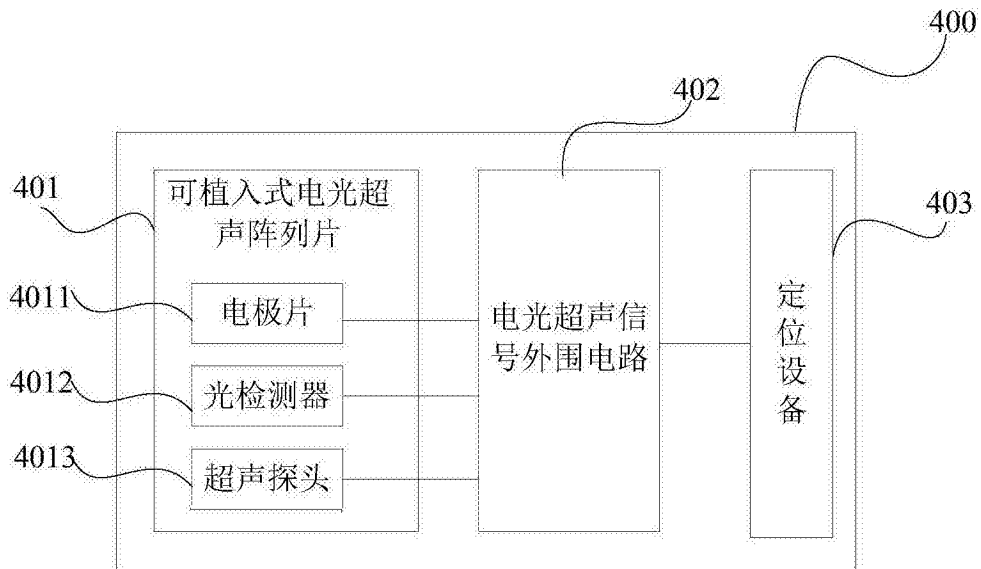 400
402
401
可植入式电光超
声阵列片
403
4011
电极片
电光超声信
号外围电路
定位设备
4012
光检测器
4013
超声探头